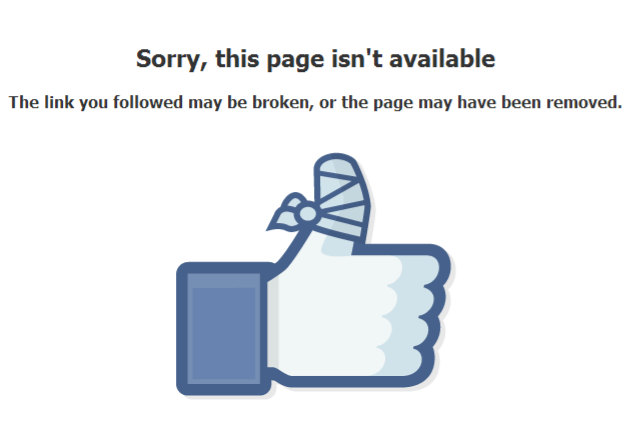 Sorry, this page isn't available
The link you followed may be broken, or the page may have been removed.